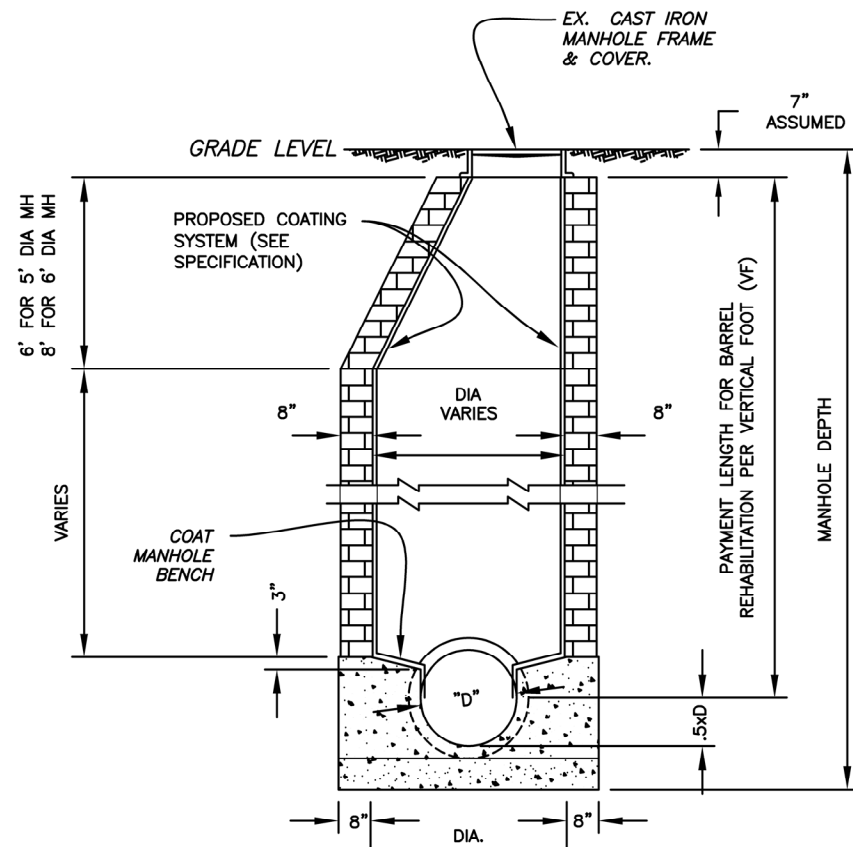 EX. CAST IRON
MANHOLE FRAME
& COVER.
7"
ASSUMED
GRADE LEVEL
6' FOR 5' DIA MH
8' FOR 6' DIA MH
PROPOSED COATING
SYSTEM (SEE
SPECIFICATION)
PAYMENT LENGTH FOR BARREL
REHABILITATION PER VERTICAL FOOT (VF)
MANHOLE DEPTH
8"
DIA
VARIES
8"
VARIES
COAT
MANHOLE
BENCH
3"
"D"
.5xD
8"
DIA.
8"